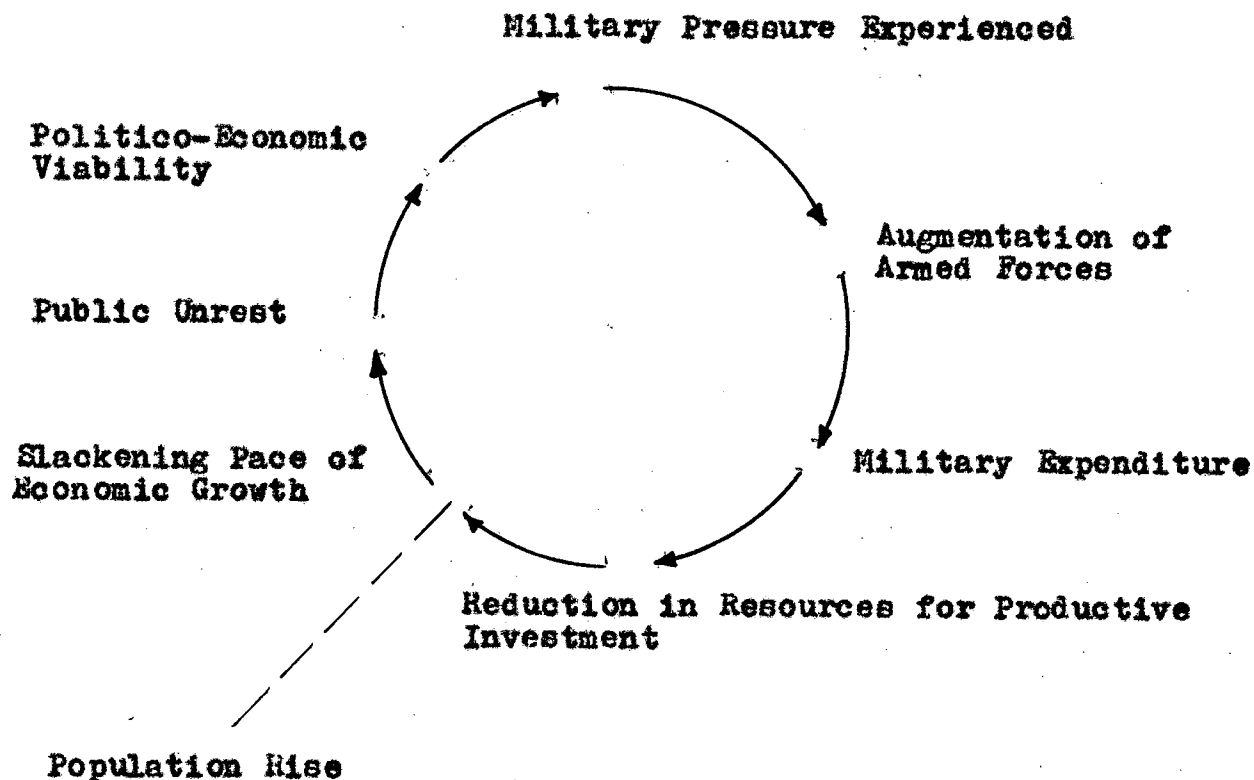 Military Pressure Experienced
Augmentation of
Armed Forces
Military Expenditure
Reduction in Resources for Productive
Investment
Slackening Pace of
Economic Growth
Population Rise
Public Unrest
Politico-Economic
Viability